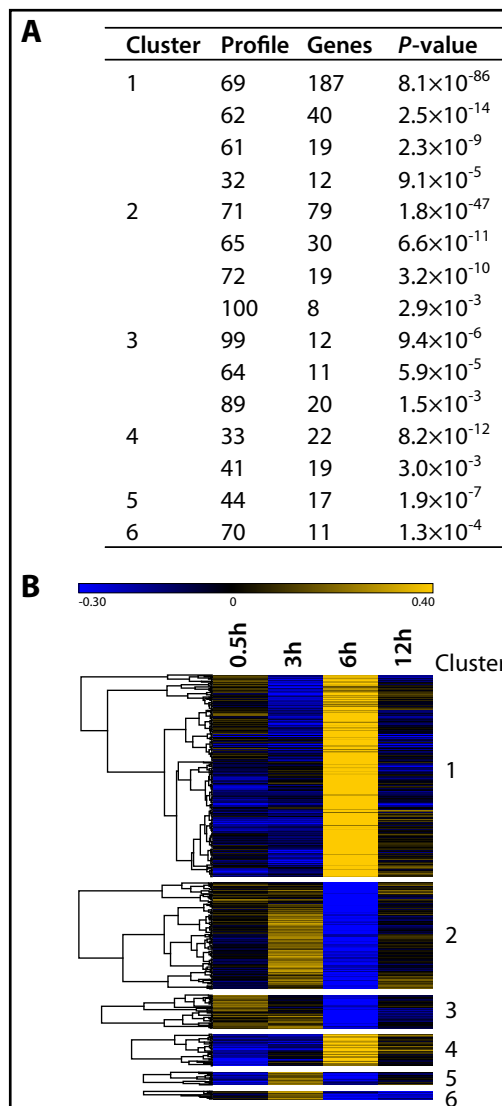 A
Cluster Profile Genes P-value
1 69 187 8.1×10⁻⁸⁶
62 40 2.5×10⁻¹⁴
61 19 2.3×10⁻⁹
32 12 9.1×10⁻⁵
2 71 79 1.8×10⁻⁴⁷
65 30 6.6×10⁻¹¹
72 19 3.2×10⁻¹⁰
100 8 2.9×10⁻³
3 99 12 9.4×10⁻⁶
64 11 5.9×10⁻⁵
89 20 1.5×10⁻³
4 33 22 8.2×10⁻¹²
41 19 3.0×10⁻³
5 44 17 1.9×10⁻⁷
6 70 11 1.3×10⁻⁴
B
-0.30 0 0.40
0.5h 3h 6h 12h Cluster
1
2
3
4
5
6